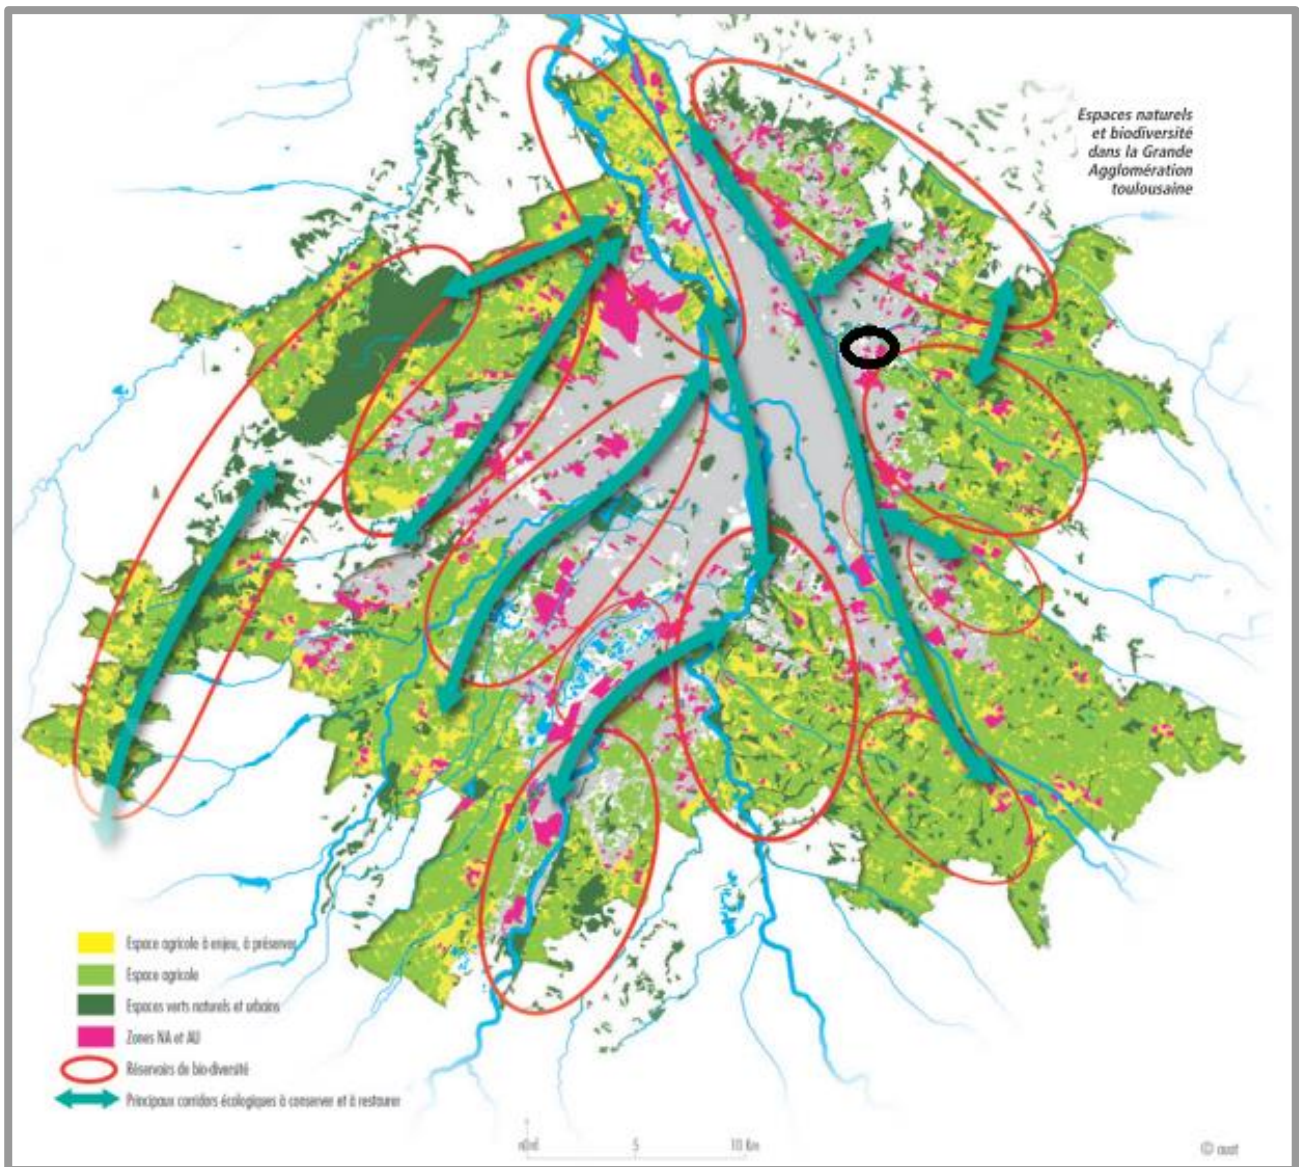 Espaces naturels
et biodiversité
dans la Grande
Agglomération
toulousaine
Espace agricole à enjeu, à préserver
Espace agricole
Espaces verts naturels et urbains
Zones NA et AU
Réservoirs de bio-diversité
Principaux corridors écologiques à conserver et à restaurer
5
10 Km
© auat